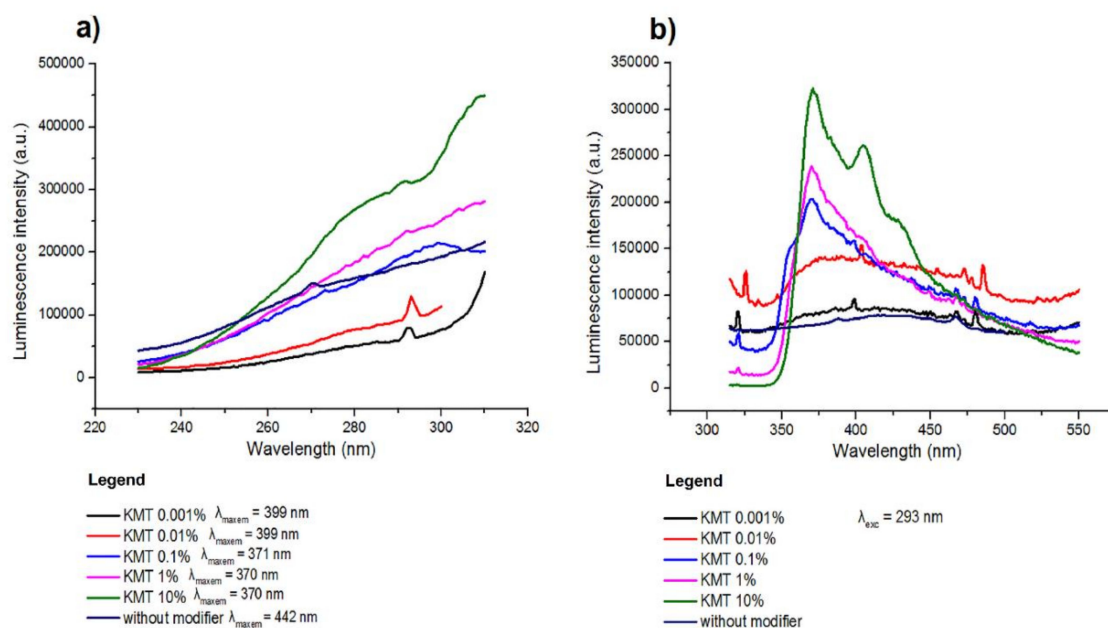 a)
Luminescence intensity (a.u.)
500000
400000
300000
200000
100000
0
220 240 260 280 300 320
Wavelength (nm)
Legend
KMT 0.001% λmaxem = 399 nm
KMT 0.01% λmaxem = 399 nm
KMT 0.1% λmaxem = 371 nm
KMT 1% λmaxem = 370 nm
KMT 10% λmaxem = 370 nm
without modifier λmaxem = 442 nm
b)
Luminescence intensity (a.u.)
350000
300000
250000
200000
150000
100000
50000
0
300 350 400 450 500 550
Wavelength (nm)
Legend
KMT 0.001% λexc = 293 nm
KMT 0.01%
KMT 0.1%
KMT 1%
KMT 10%
without modifier